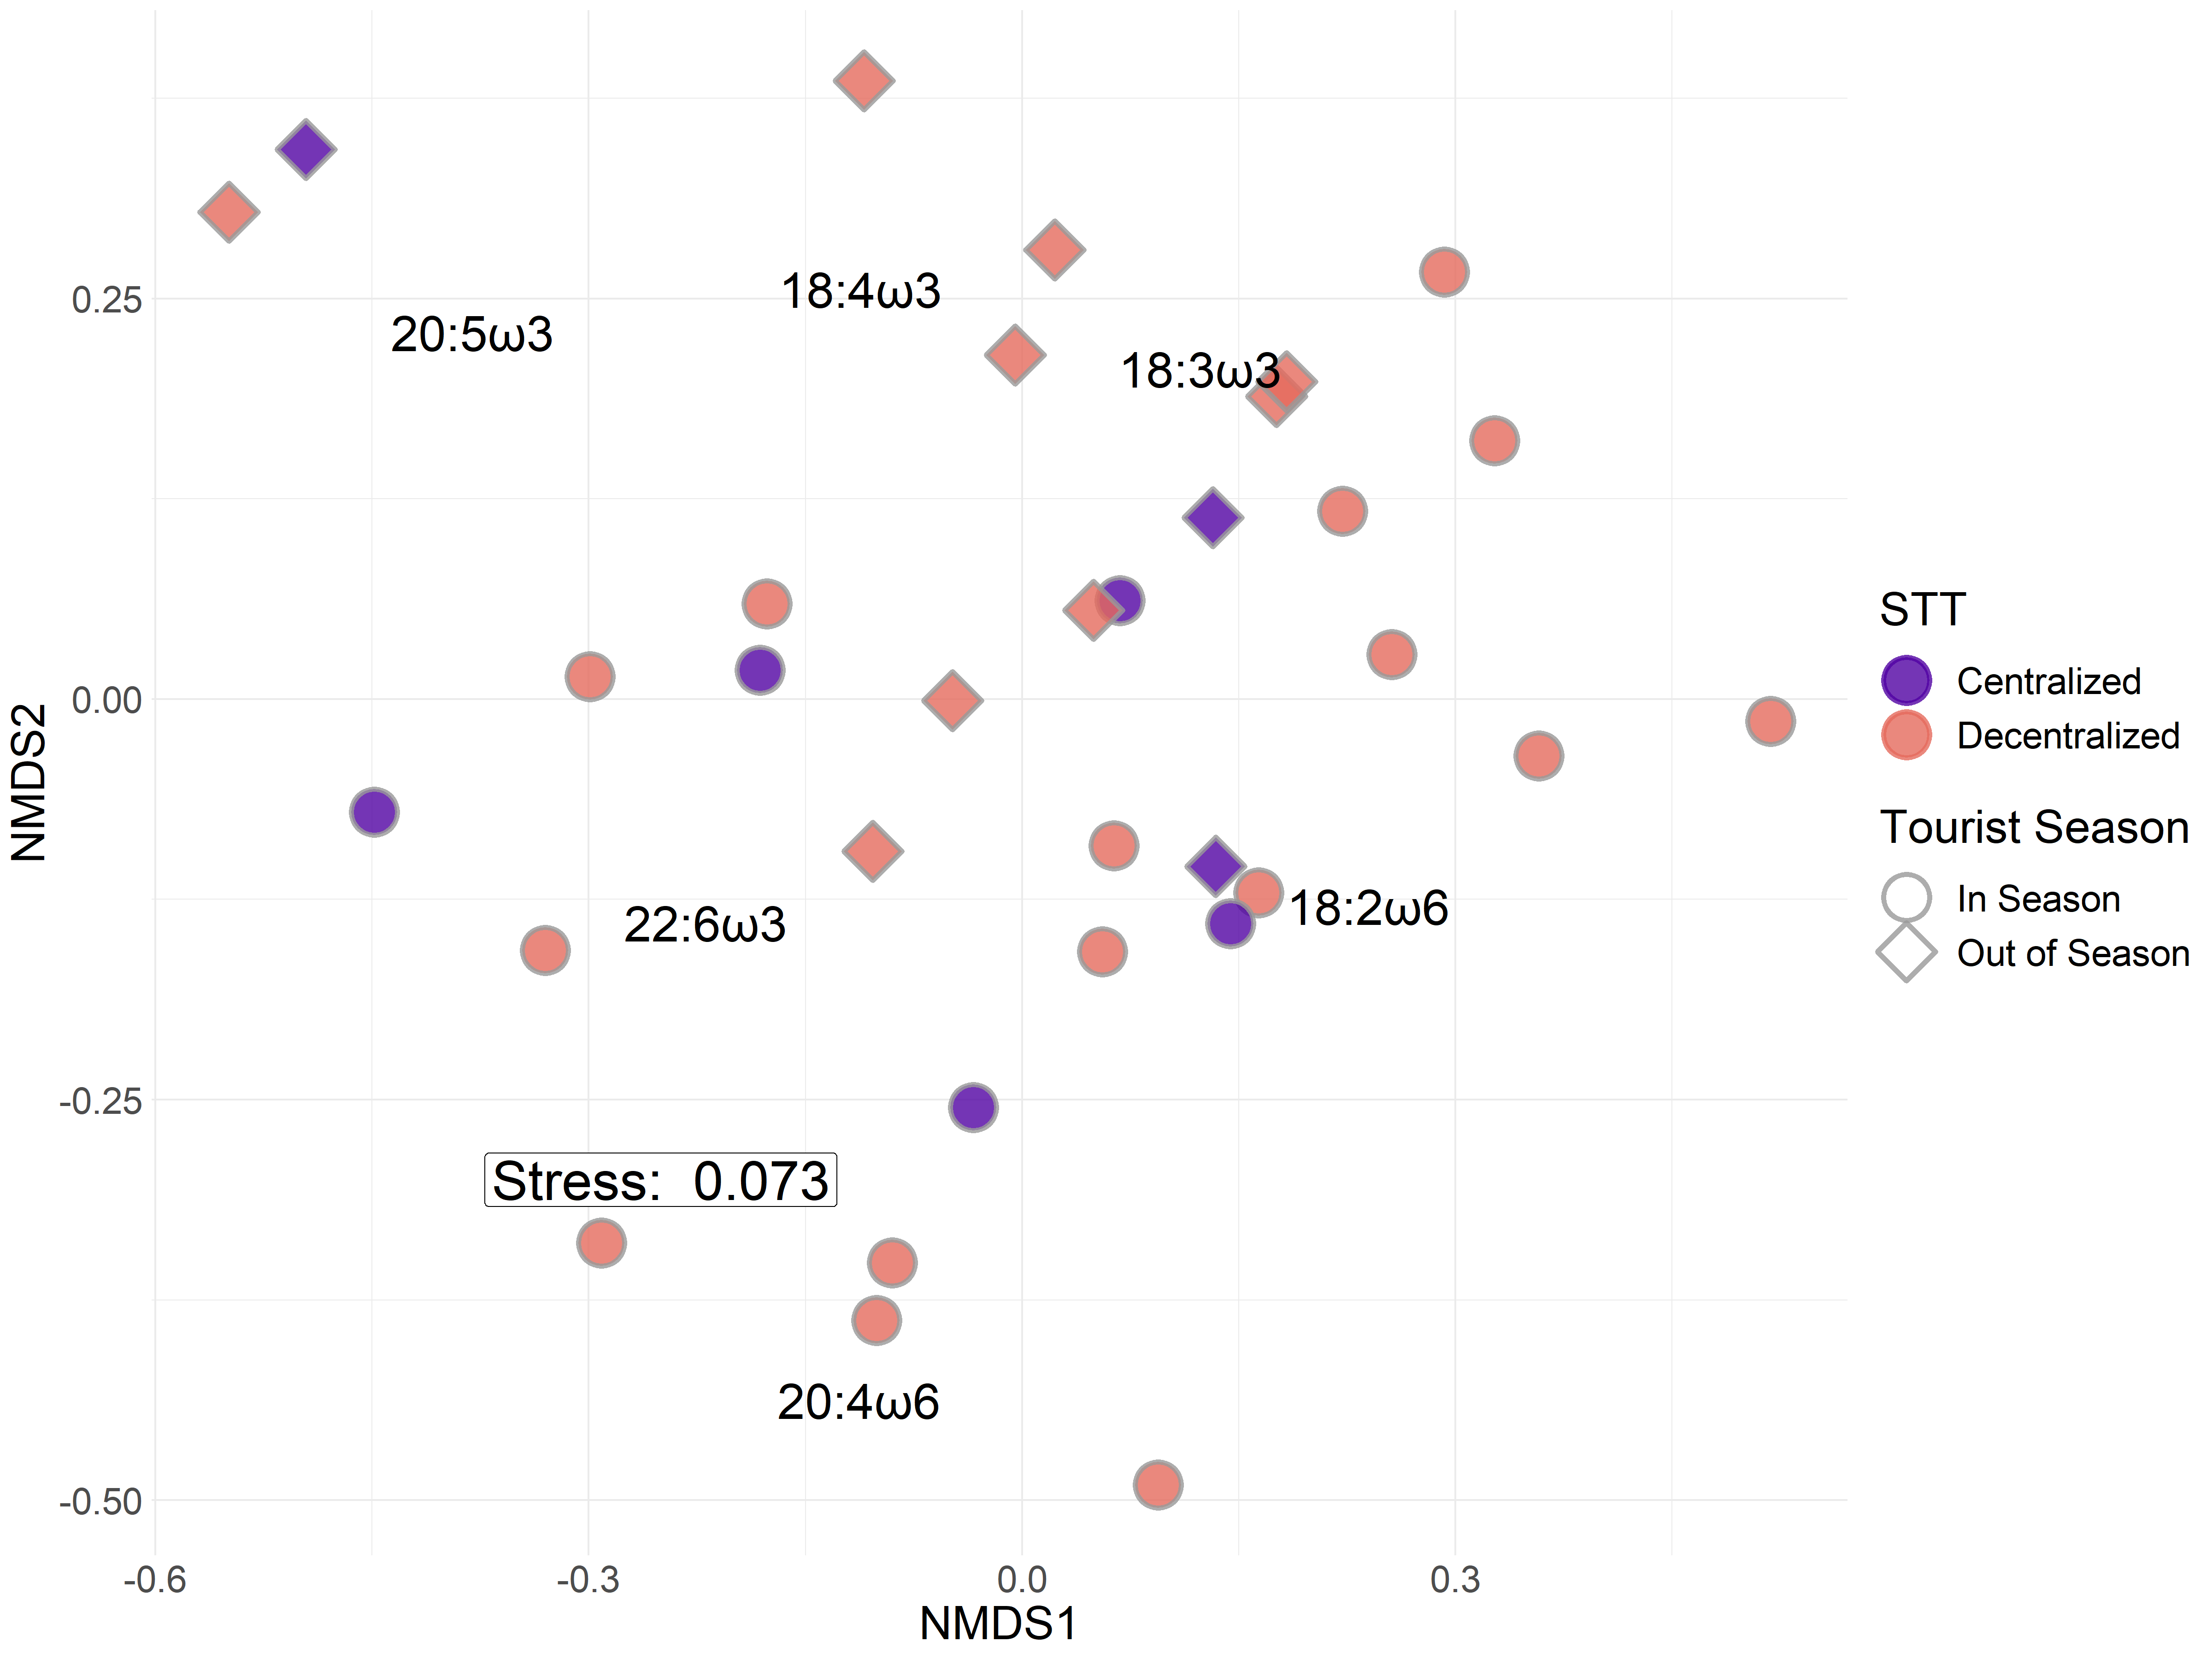 18:4ω3
20:5ω3
18:3ω3
22:6ω3
18:2ω6
Stress:  0.073
20:4ω6
0.25
0.00
-0.25
-0.50
NMDS2
-0.6
-0.3
0.0
0.3
NMDS1
STT
Centralized
Decentralized
Tourist Season
In Season
Out of Season